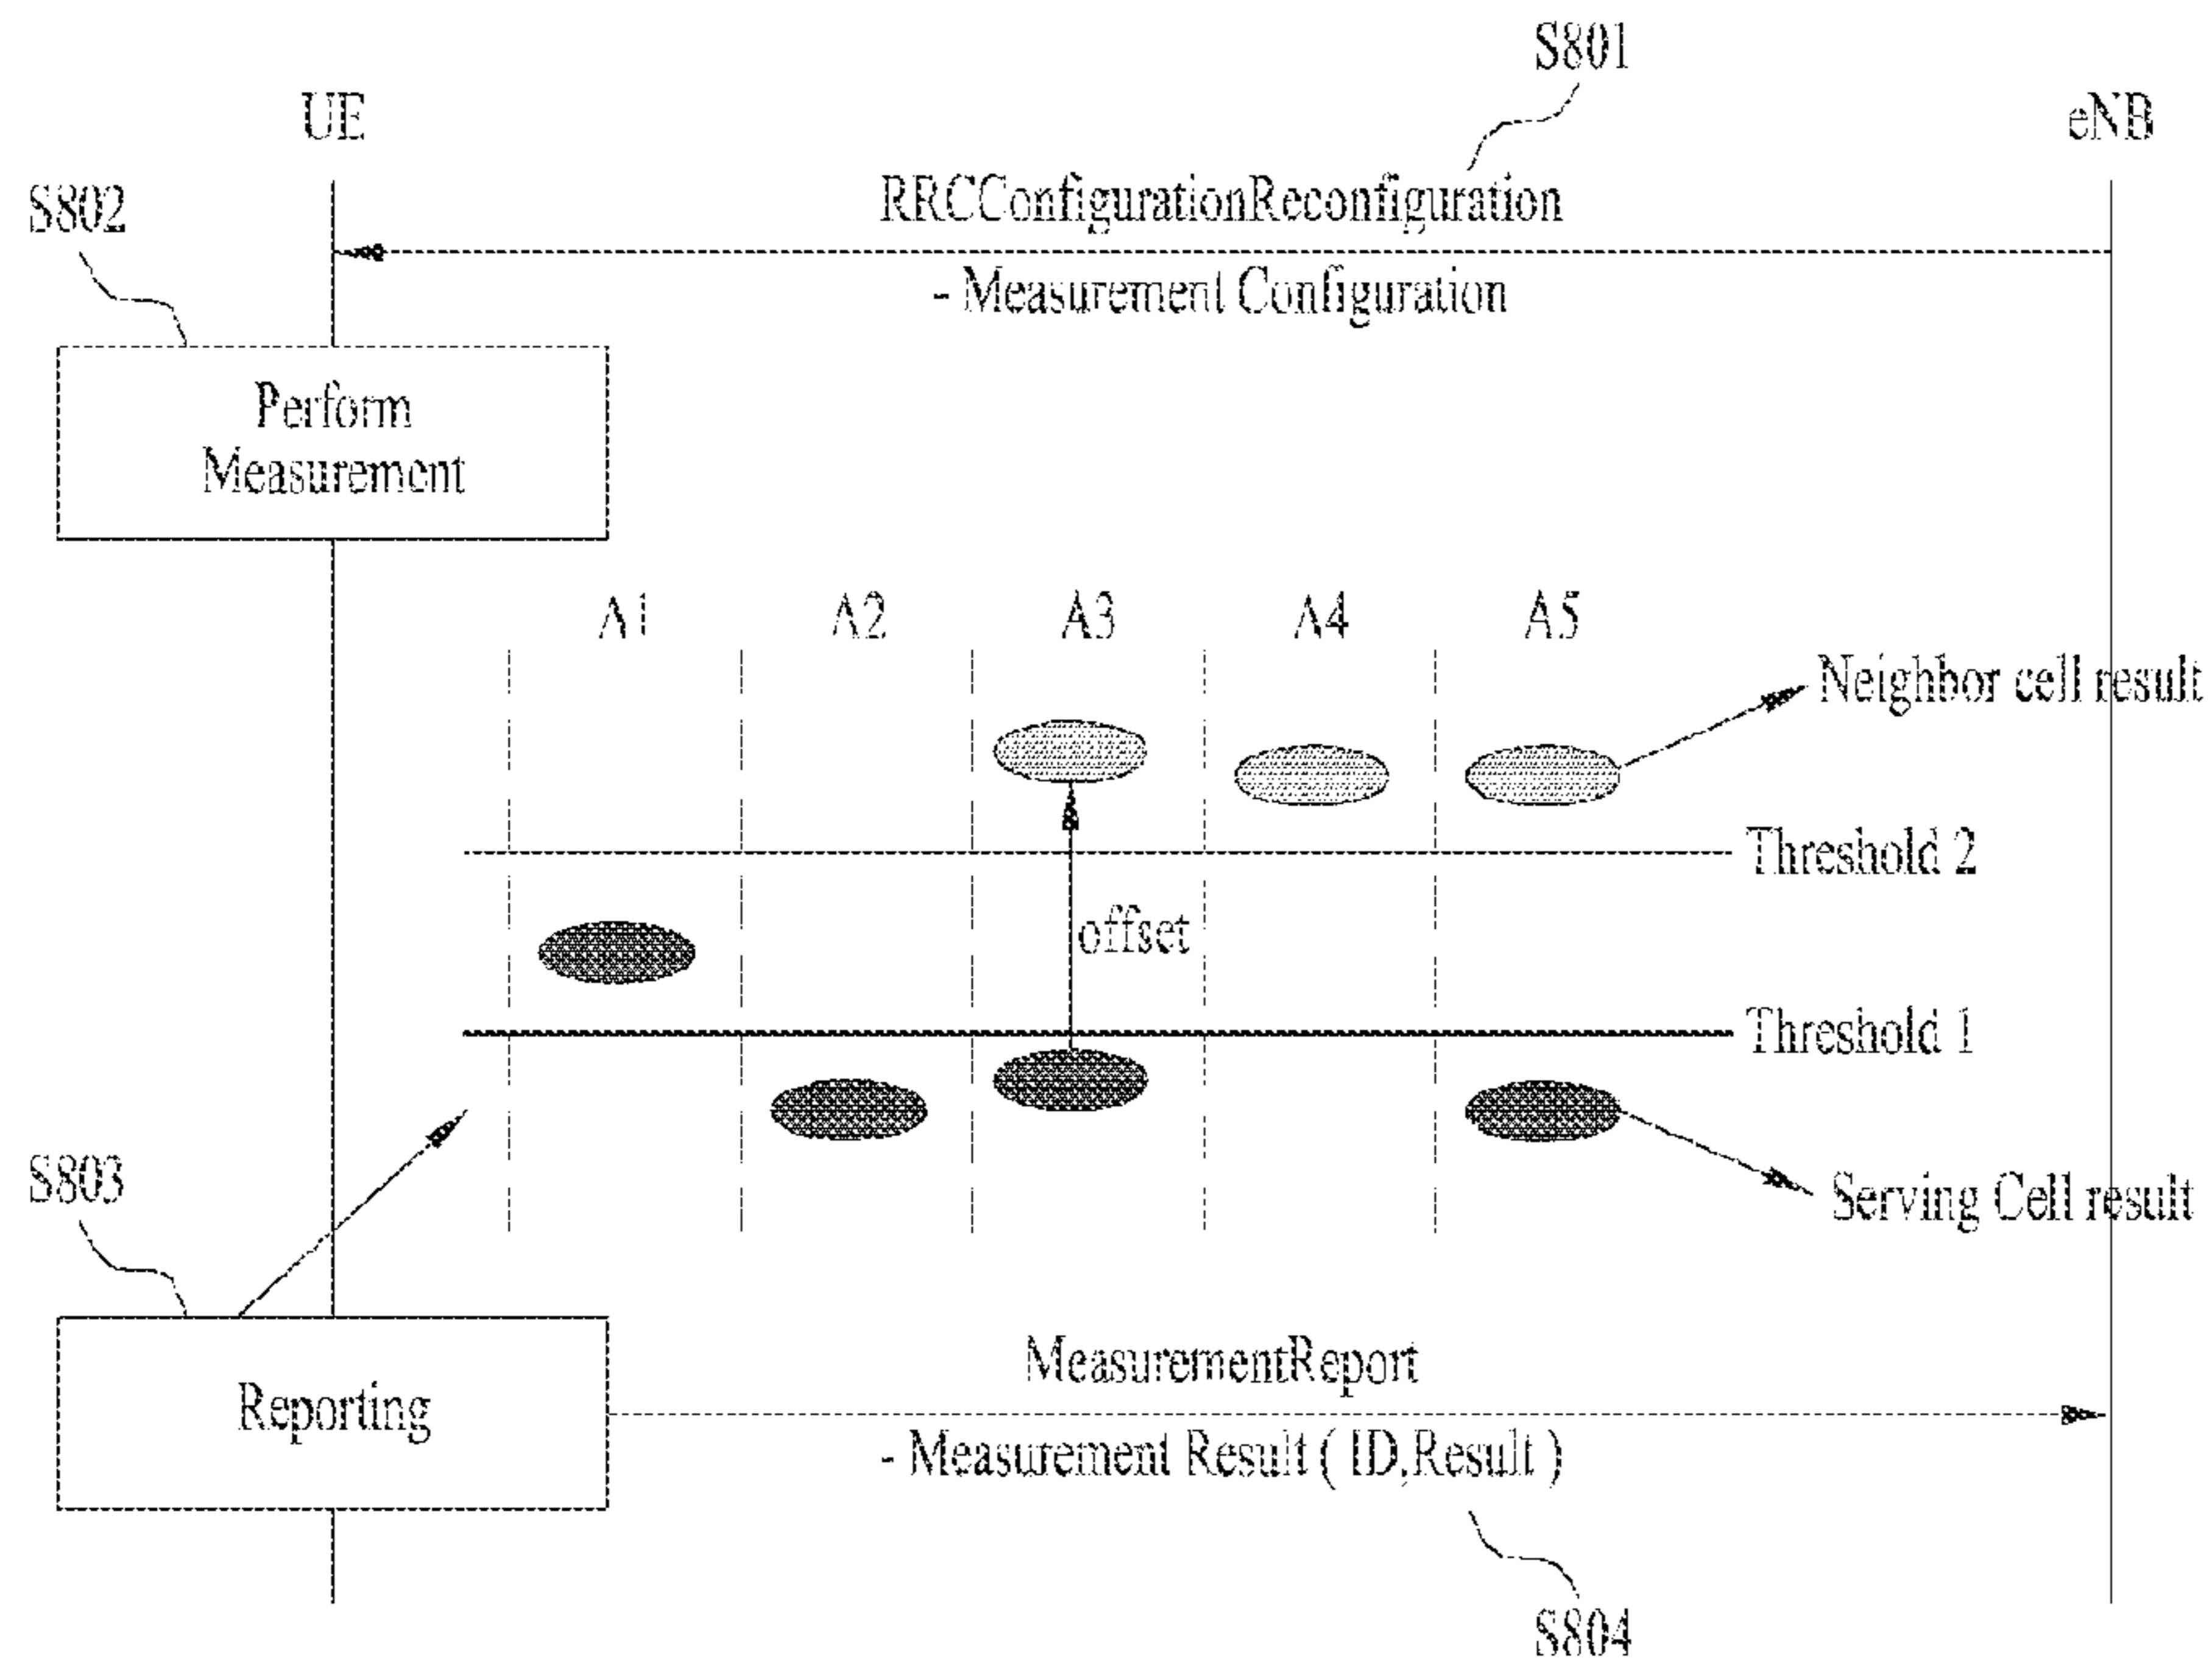 S801
UE
eNB
S802
RRCConfigurationReconfiguration
- Measurement Configuration
Perform
Measurement
A1
A2
A3
A4
A5
Neighbor cell result
Threshold 2
offset
Threshold 1
S803
Serving Cell result
MeasurementReport
Reporting
- Measurement Result ( ID,Result )
S804